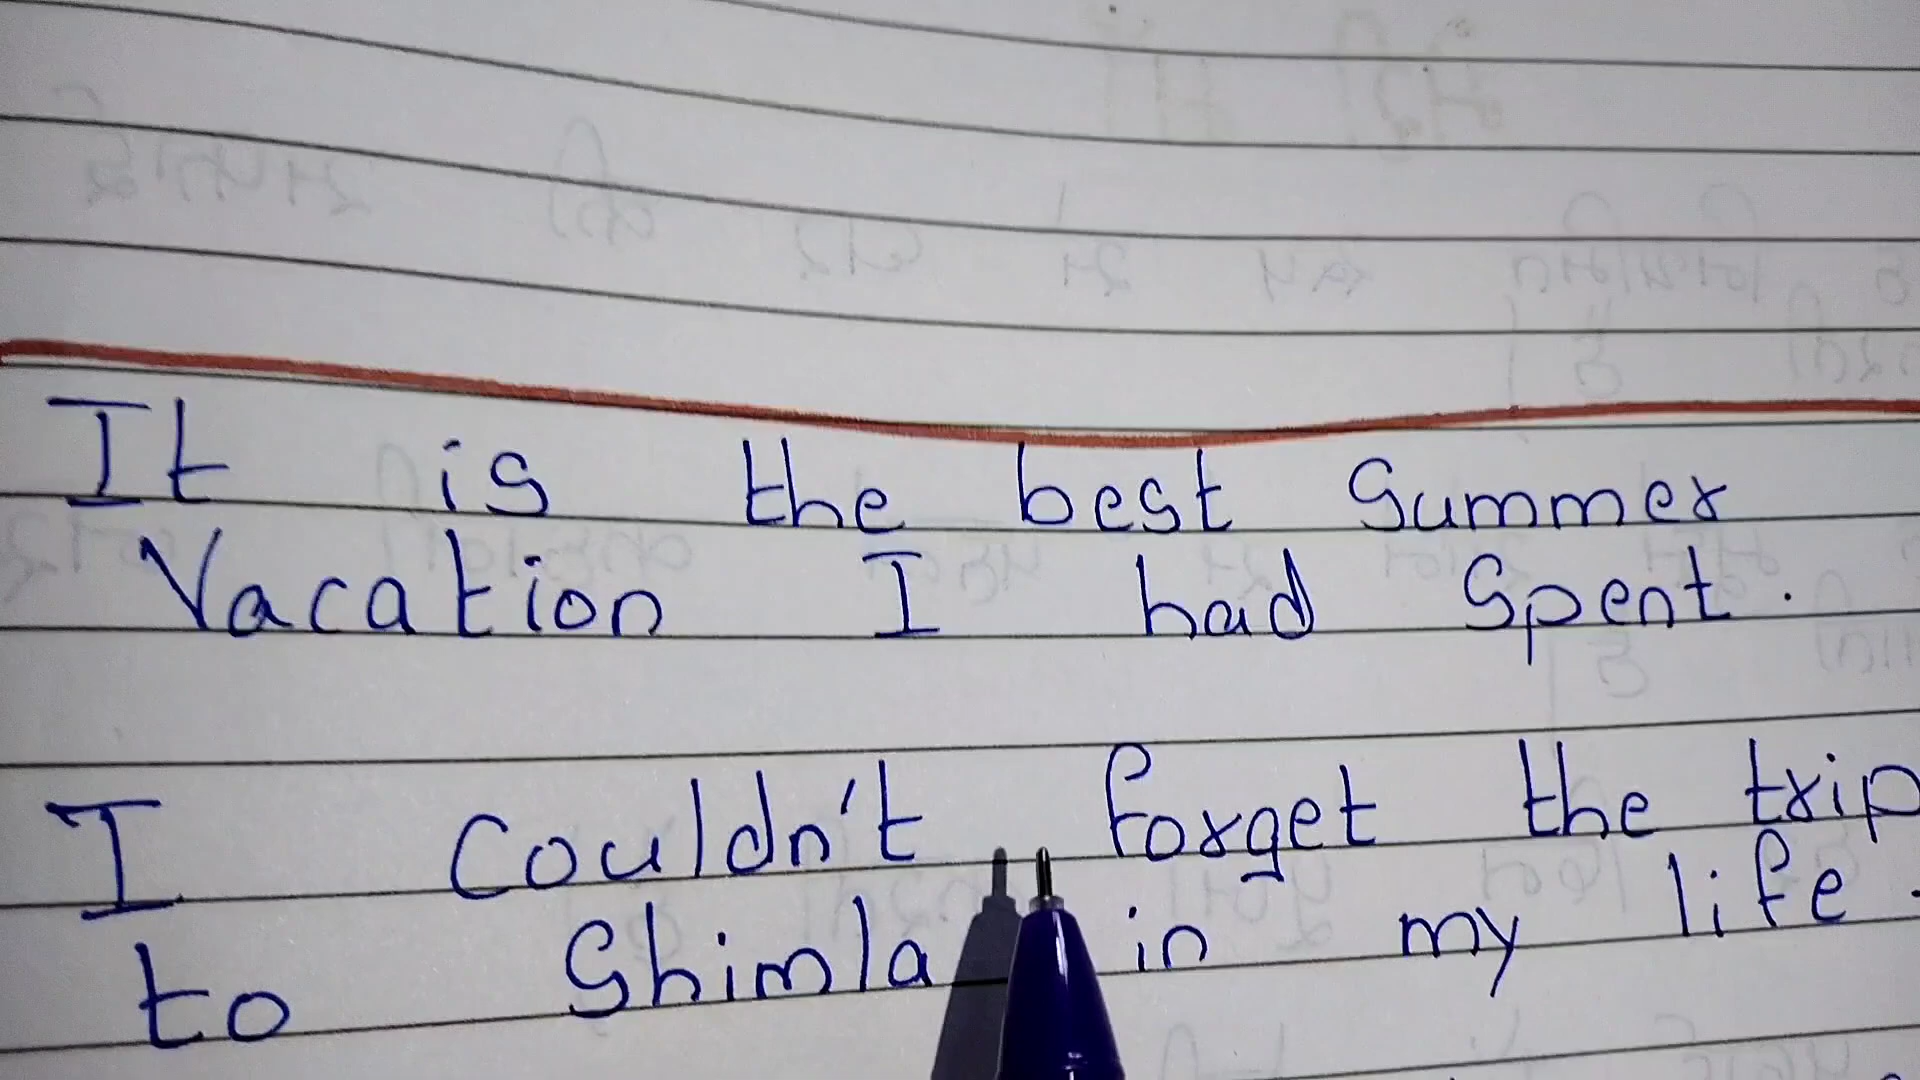 It is the best Summer
Vacation I had Spent.
I Couldn't forget the trip
to Shimla in my life.